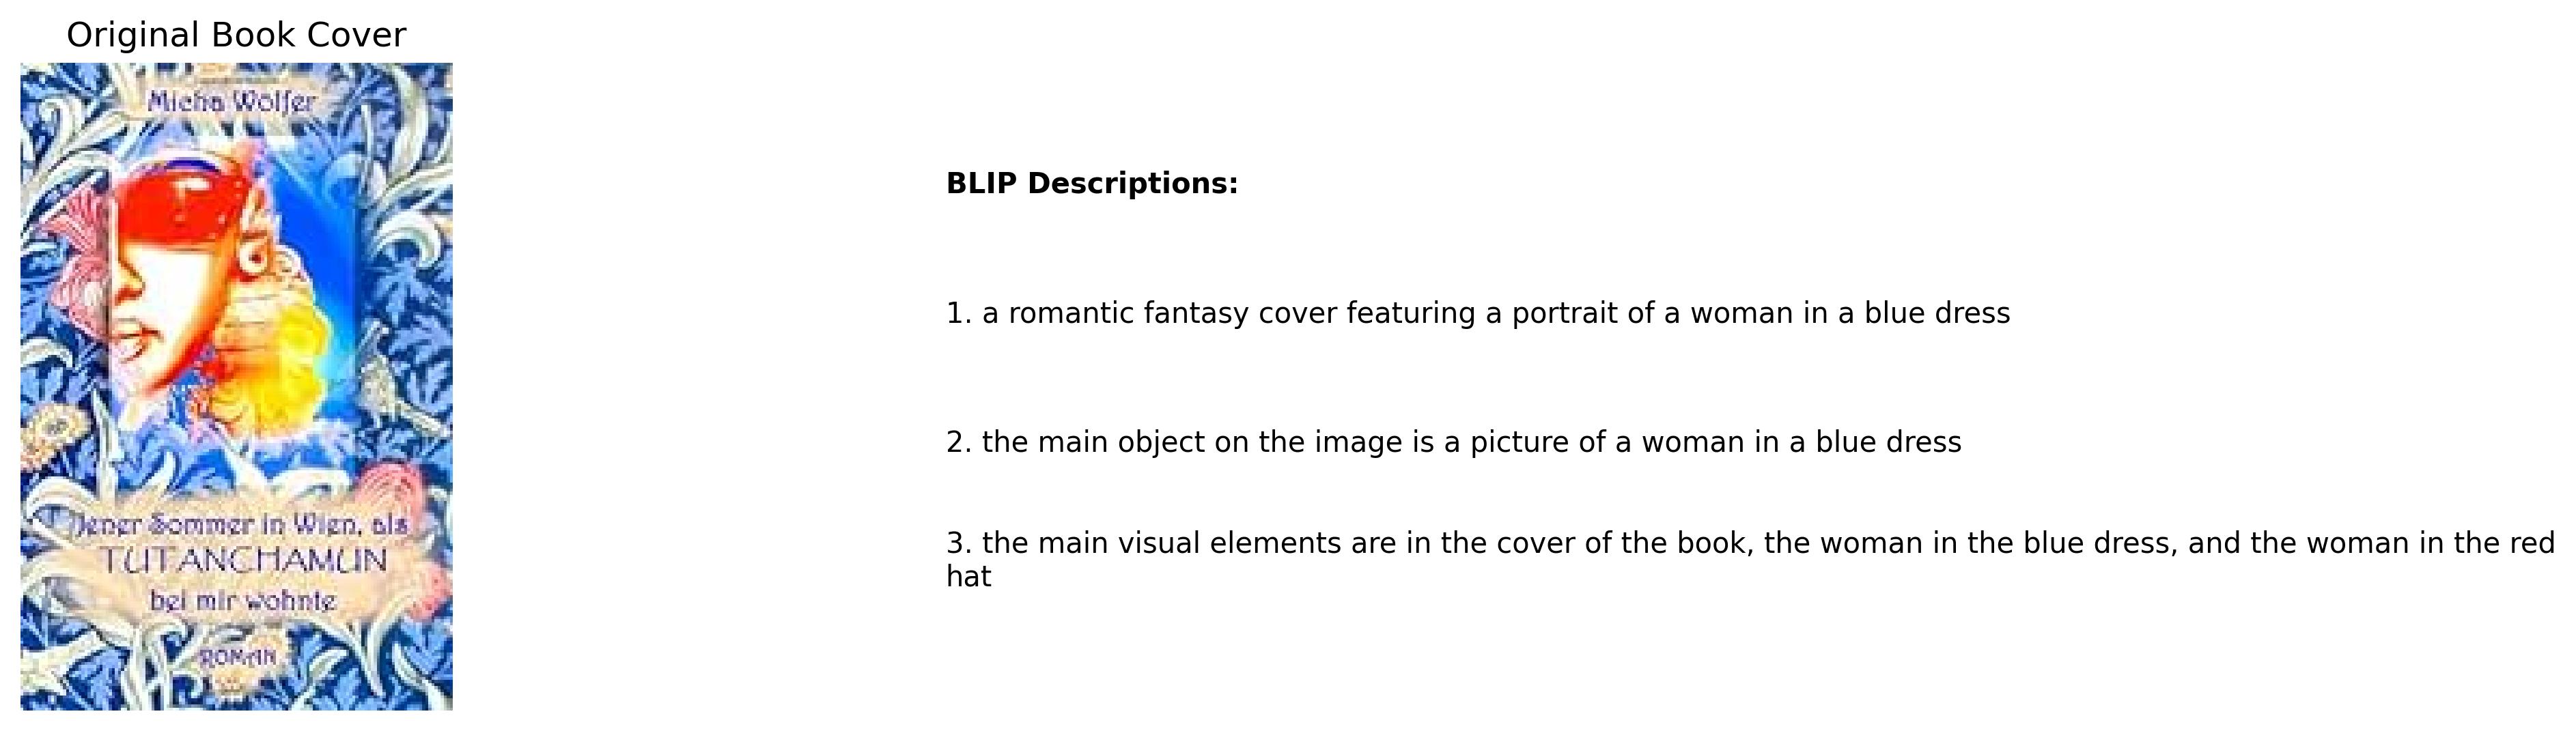 Original Book Cover
Micha Wolfer
Jener Sommer in Wien, als
TUTANCHAMUN
bei mir wohnte
ROMAN
BLIP Descriptions:
1. a romantic fantasy cover featuring a portrait of a woman in a blue dress
2. the main object on the image is a picture of a woman in a blue dress
3. the main visual elements are in the cover of the book, the woman in the blue dress, and the woman in the red
hat